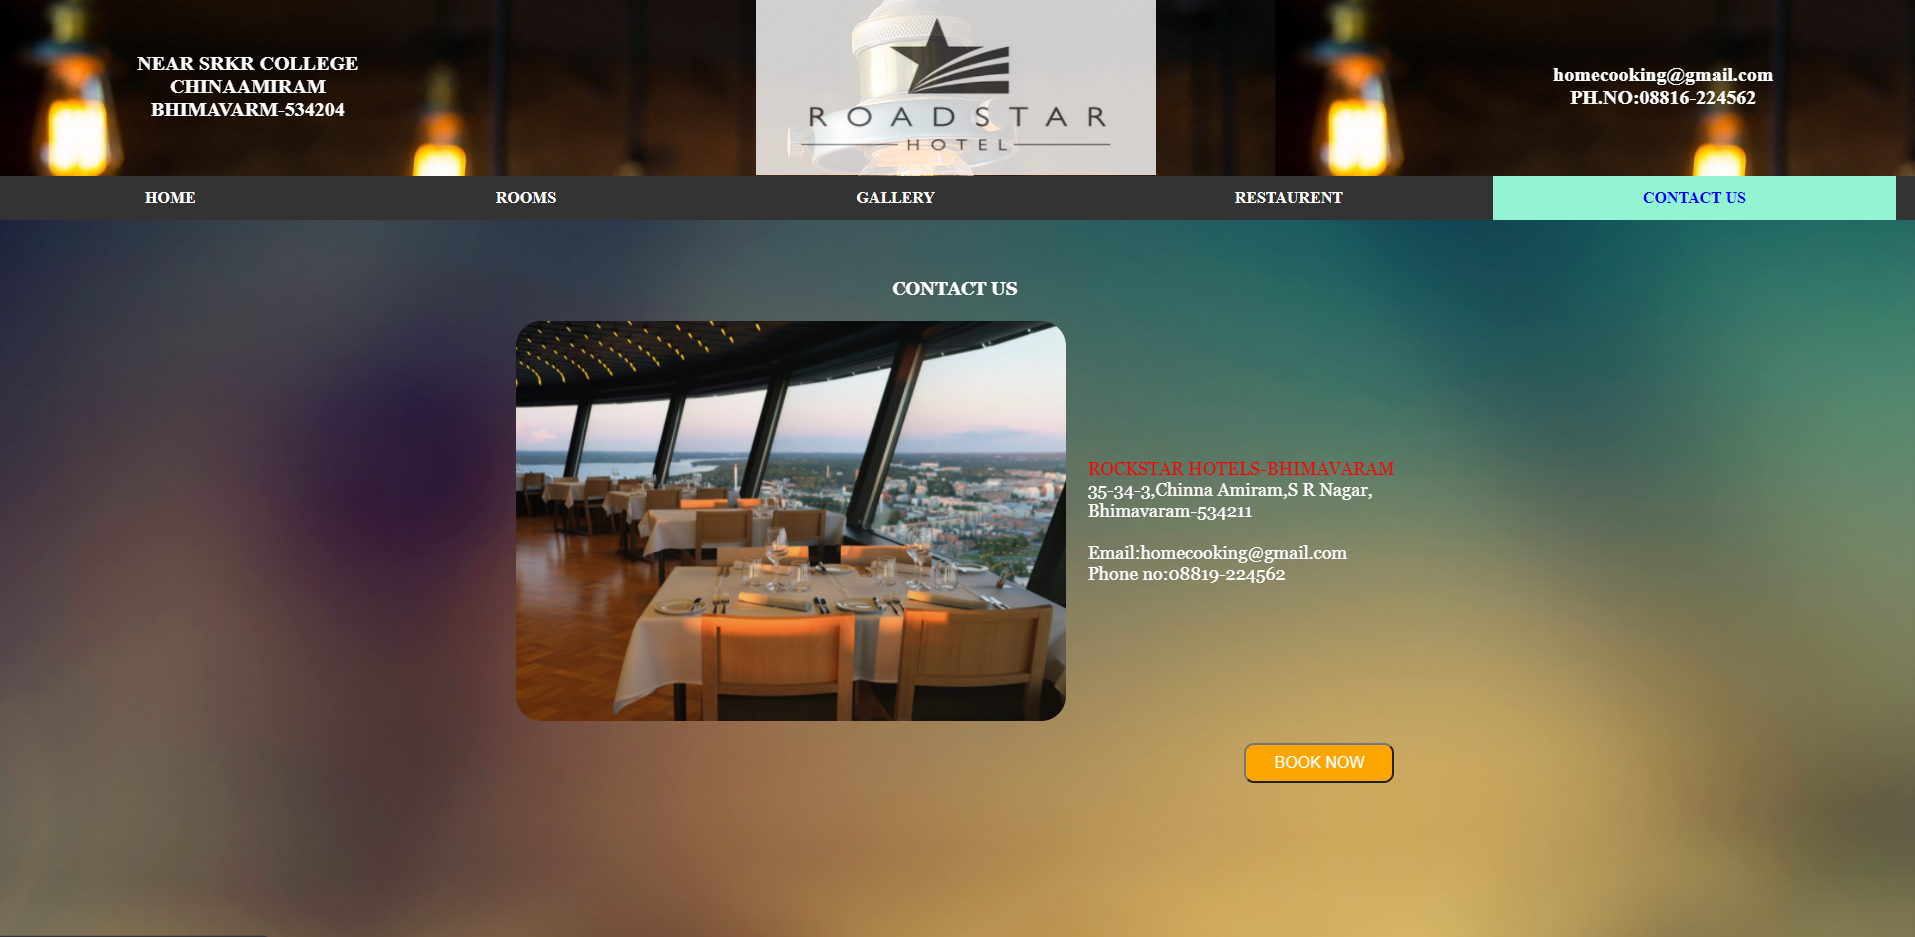 NEAR SRKR COLLEGE
CHINAAMIRAM
BHIMAVARM-534204
ROADSTAR
HOTEL
homecooking@gmail.com
PH.NO:08816-224562
HOME
ROOMS
GALLERY
RESTAURENT
CONTACT US
CONTACT US
ROCKSTAR HOTELS-BHIMAVARAM
35-34-3,Chinna Amiram,S R Nagar,
Bhimavaram-534211
Email:homecooking@gmail.com
Phone no:08819-224562
BOOK NOW